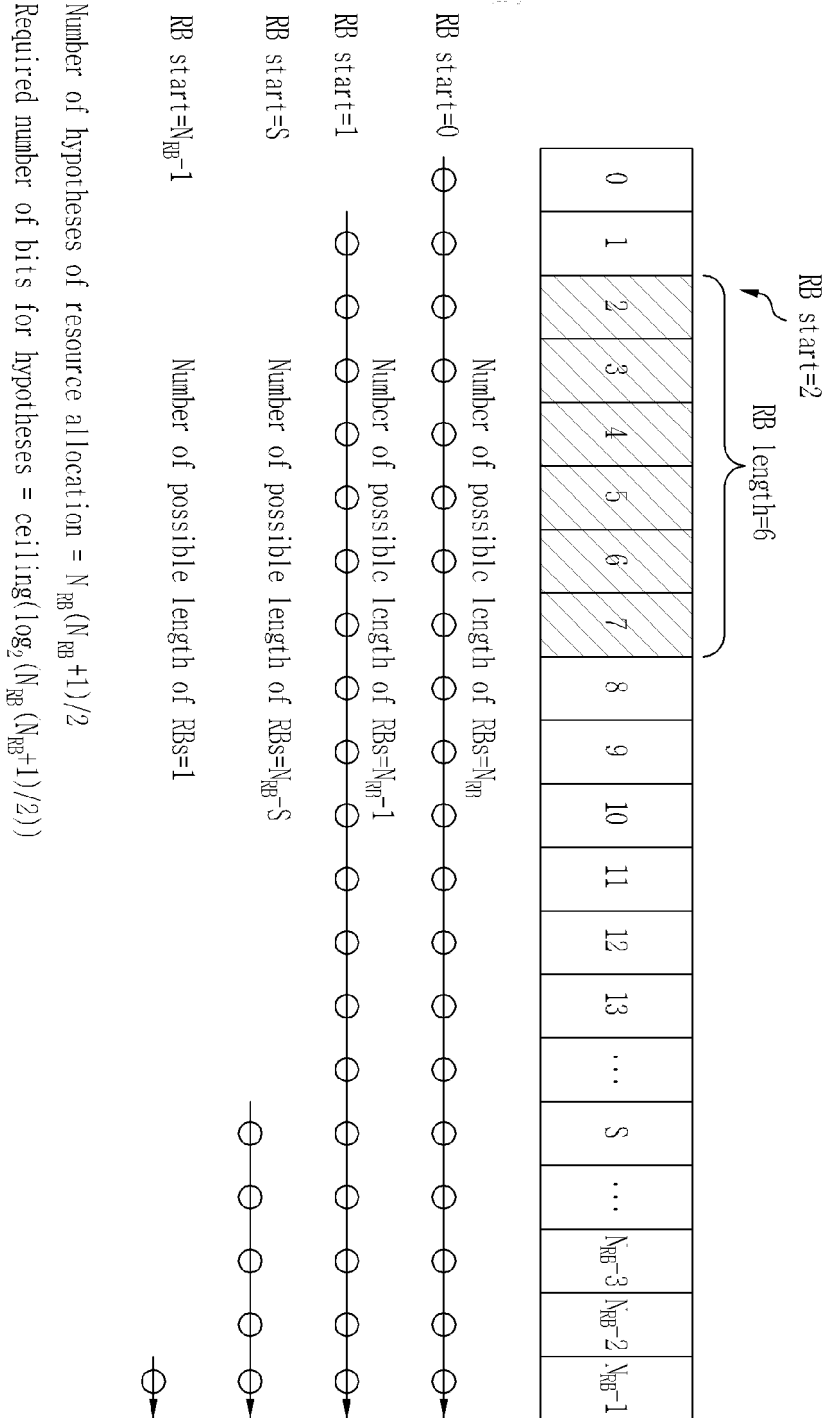 RB start=2
RB length=6
0 1 2 3 4 5 6 7 8 9 10 11 12 13 ... S ... N_RB-3 N_RB-2 N_RB-1
Number of possible length of RBs=N_RB
RB start=0
Number of possible length of RBs=N_RB-1
RB start=1
Number of possible length of RBs=N_RB-S
RB start=S
Number of possible length of RBs=1
RB start=N_RB-1
Number of hypotheses of resource allocation = N_RB(N_RB+1)/2
Required number of bits for hypotheses = ceiling(log₂(N_RB(N_RB+1)/2))